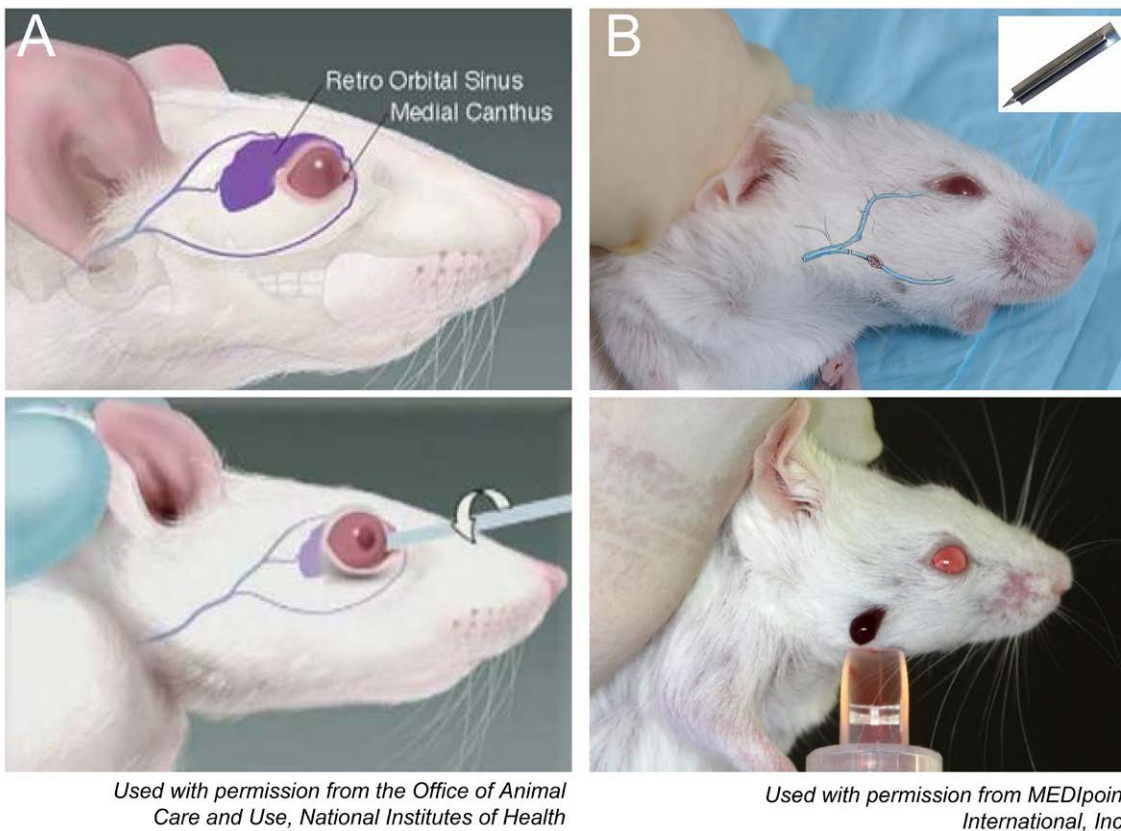 A
Retro Orbital Sinus
Medial Canthus
B
Used with permission from the Office of Animal
Care and Use, National Institutes of Health
Used with permission from MEDIpoin
International, Inc